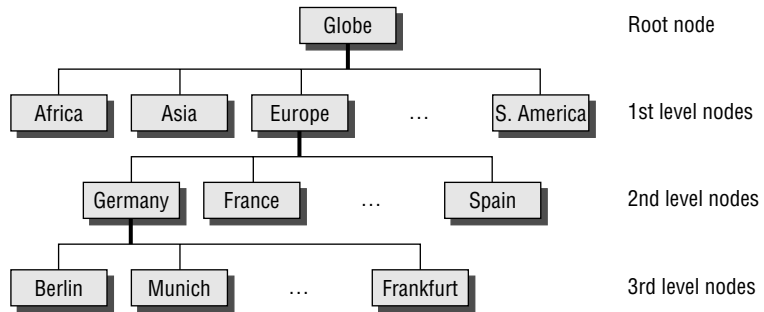 Globe Root node
Africa Asia Europe ... S. America 1st level nodes
Germany France ... Spain 2nd level nodes
Berlin Munich ... Frankfurt 3rd level nodes